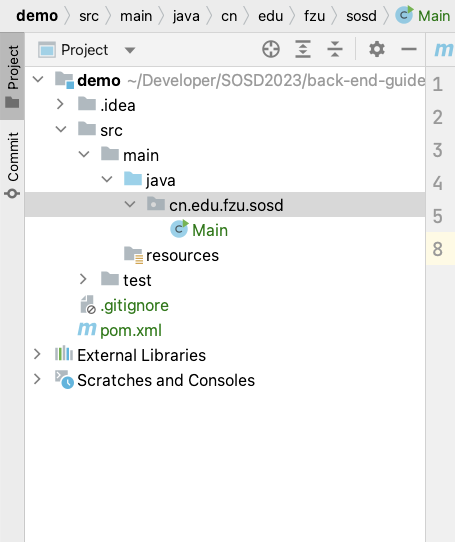 demo 〉 src 〉 main 〉 java 〉 cn 〉 edu 〉 fzu 〉 sosd 〉 C Main
Project
Commit
Project
demo ~/Developer/SOSD2023/back-end-guide
.idea
src
main
java
cn.edu.fzu.sosd
C Main
resources
test
.gitignore
m pom.xml
External Libraries
Scratches and Consoles
m
1
2
3
4
5
8